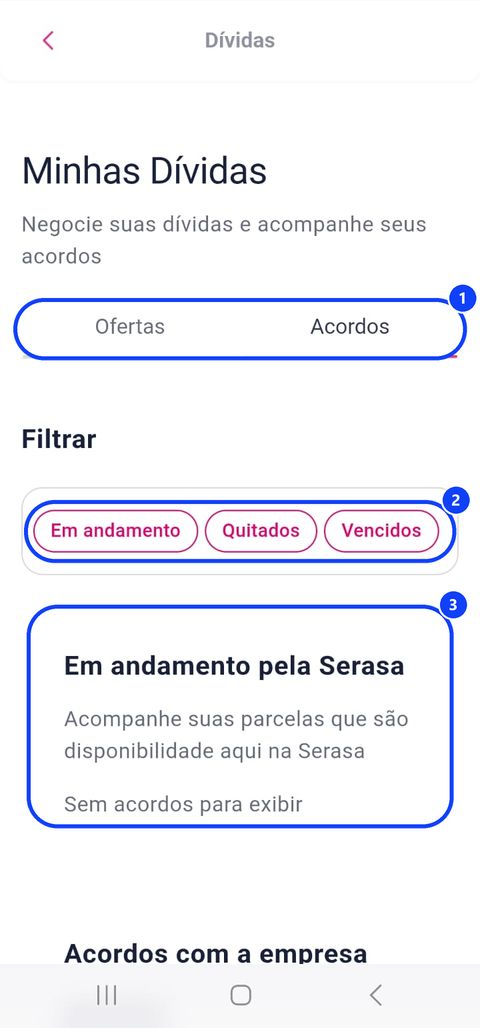 Dívidas
Minhas Dívidas
Negocie suas dívidas e acompanhe seus
acordos
1
Ofertas Acordos
Filtrar
2
Em andamento Quitados Vencidos
3
Em andamento pela Serasa
Acompanhe suas parcelas que são
disponibilidade aqui na Serasa
Sem acordos para exibir
Acordos com a empresa